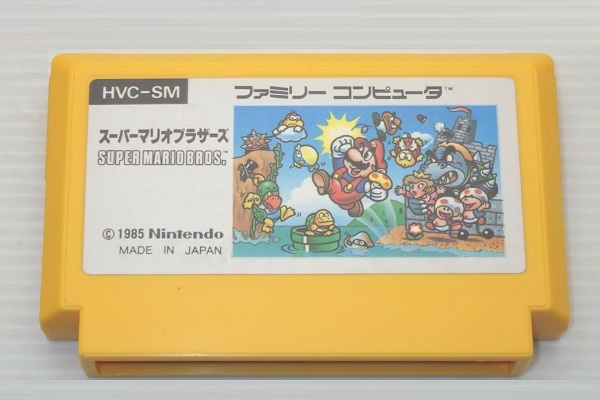 HVC-SM
ファミリー コンピュータ™
スーパーマリオブラザーズ
SUPER MARIO BROS.™
© 1985 Nintendo
MADE IN JAPAN